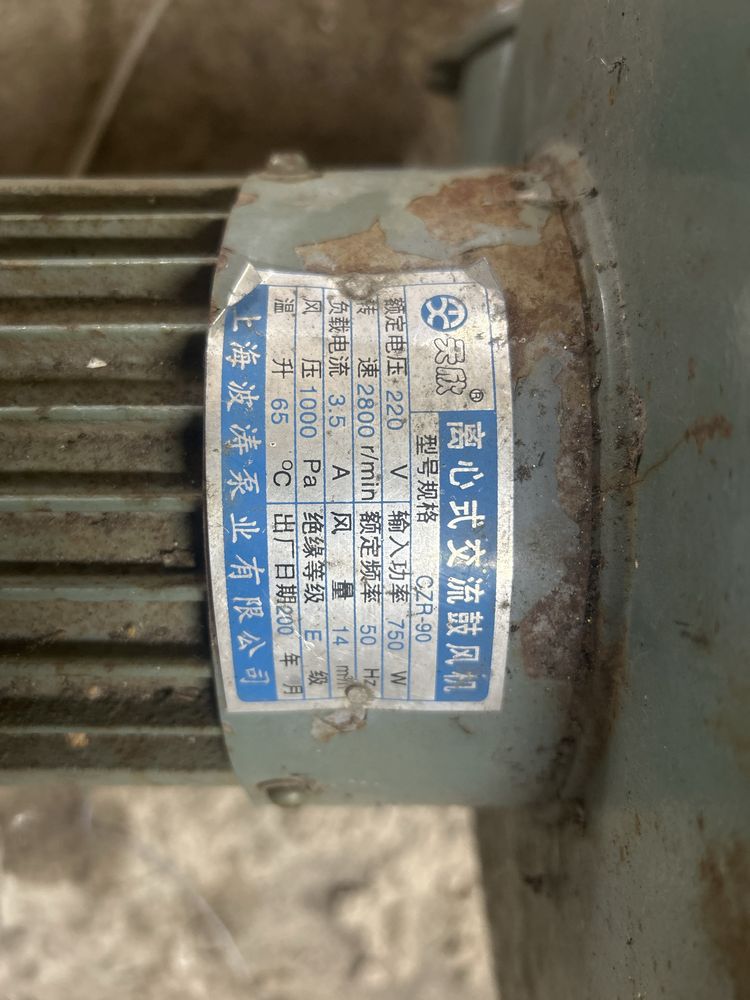 灵欣®
离心式交流鼓风机
型号规格 CZR-90
额定电压 220 V 输入功率 750 W
转速 2800 r/min 额定频率 50 Hz
负载电流 3.5 A 风量 14
风压 1000 Pa 绝缘等级 E 级
温升 65 ℃ 出厂日期 200 年 月
上海波涛泵业有限公司